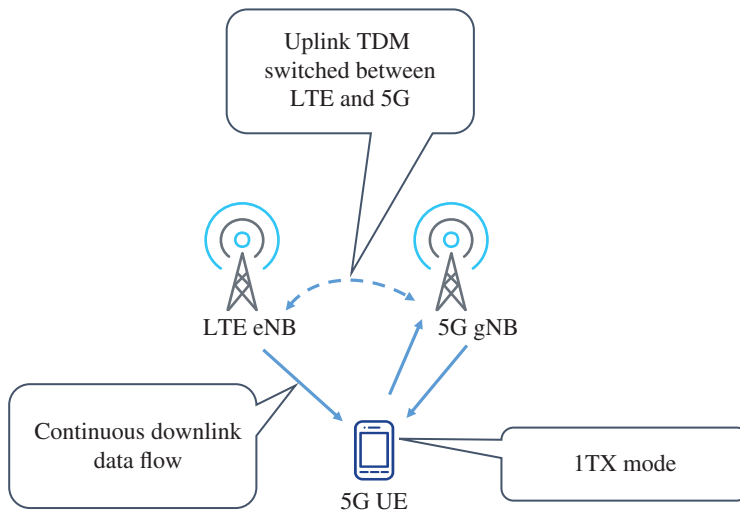 Uplink TDM
switched between
LTE and 5G
LTE eNB
5G gNB
Continuous downlink
data flow
1TX mode
5G UE